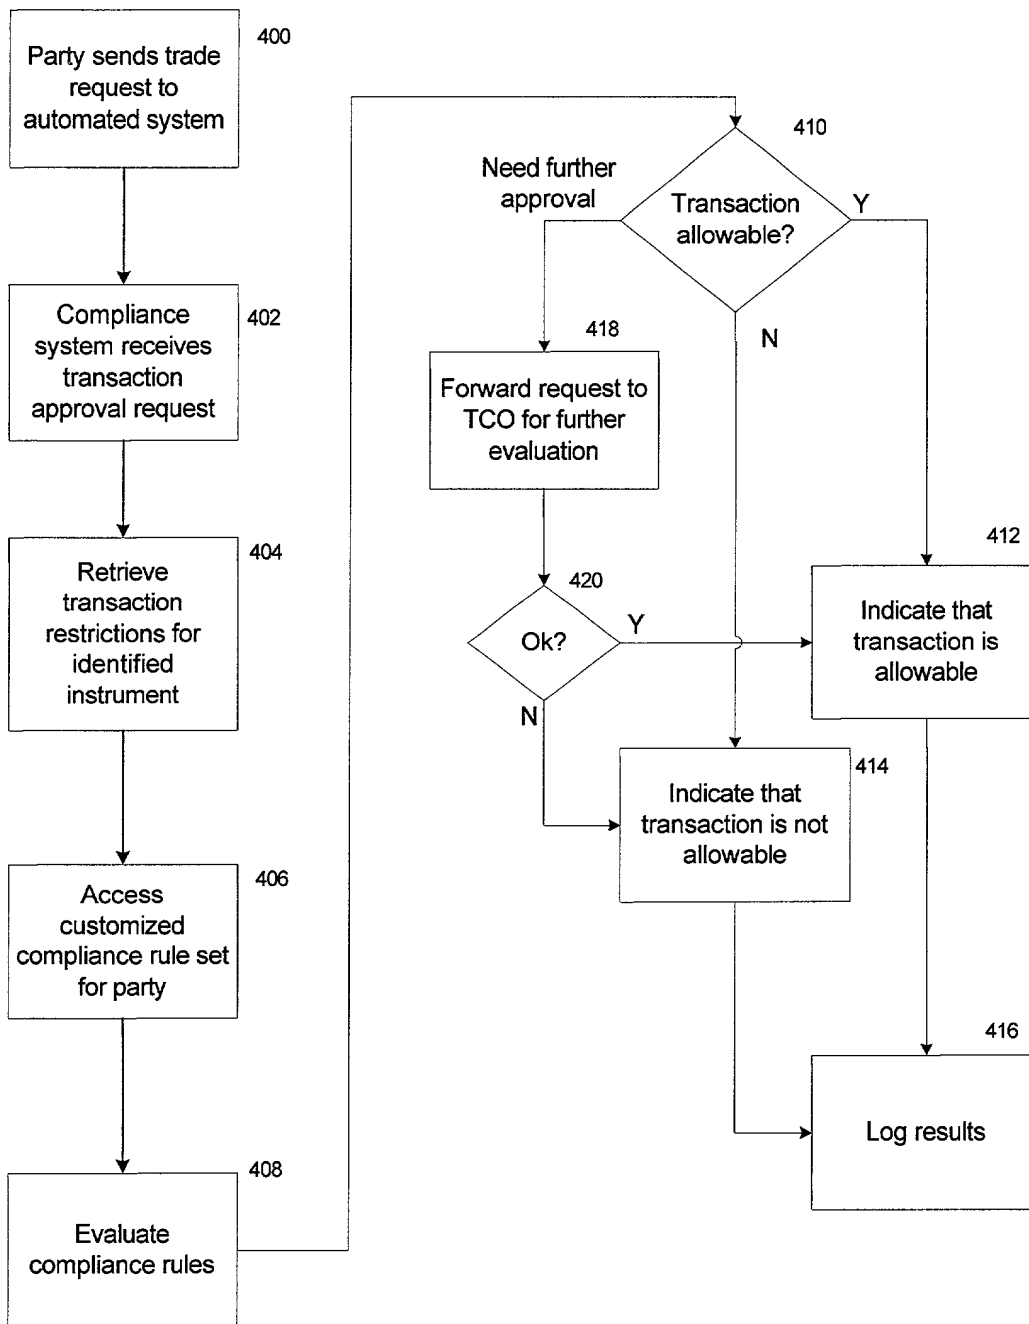 400
Party sends trade
request to
automated system
402
Compliance
system receives
transaction
approval request
404
Retrieve
transaction
restrictions for
identified
instrument
406
Access
customized
compliance rule set
for party
408
Evaluate
compliance rules
410
Need further
approval
Transaction
allowable?
Y
N
418
Forward request to
TCO for further
evaluation
420
Ok?
Y
N
412
Indicate that
transaction is
allowable
414
Indicate that
transaction is not
allowable
416
Log results